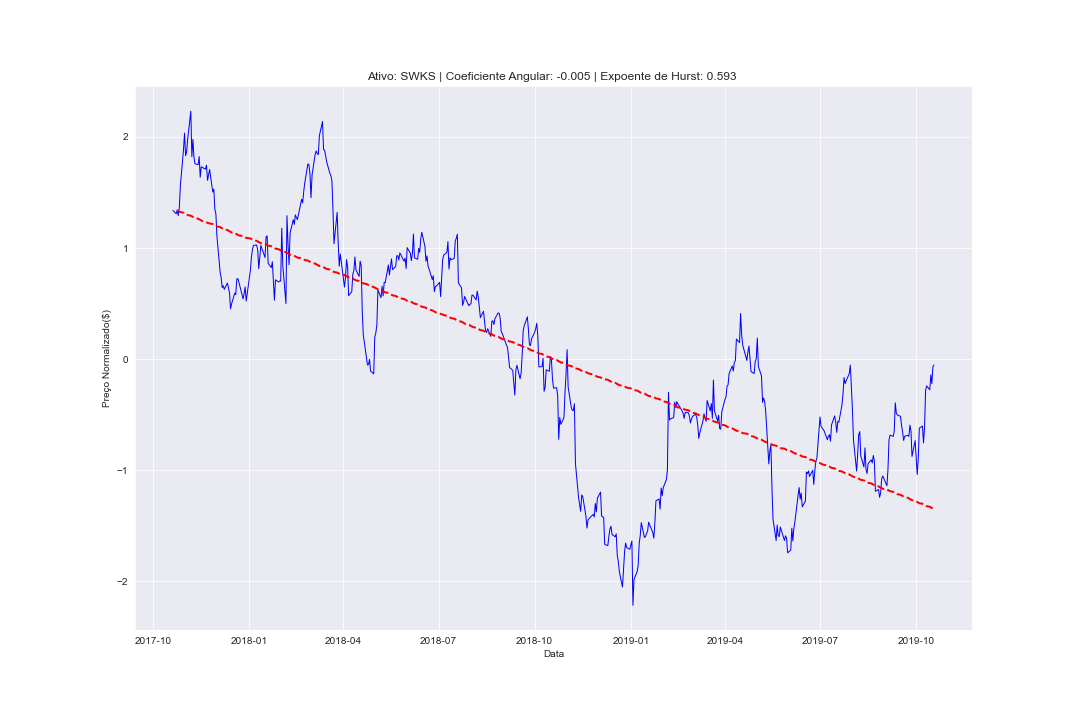 Ativo: SWKS | Coeficiente Angular: -0.005 | Expoente de Hurst: 0.593
Preço Normalizado($)
2
1
0
−1
−2
2017-10 2018-01 2018-04 2018-07 2018-10 2019-01 2019-04 2019-07 2019-10
Data